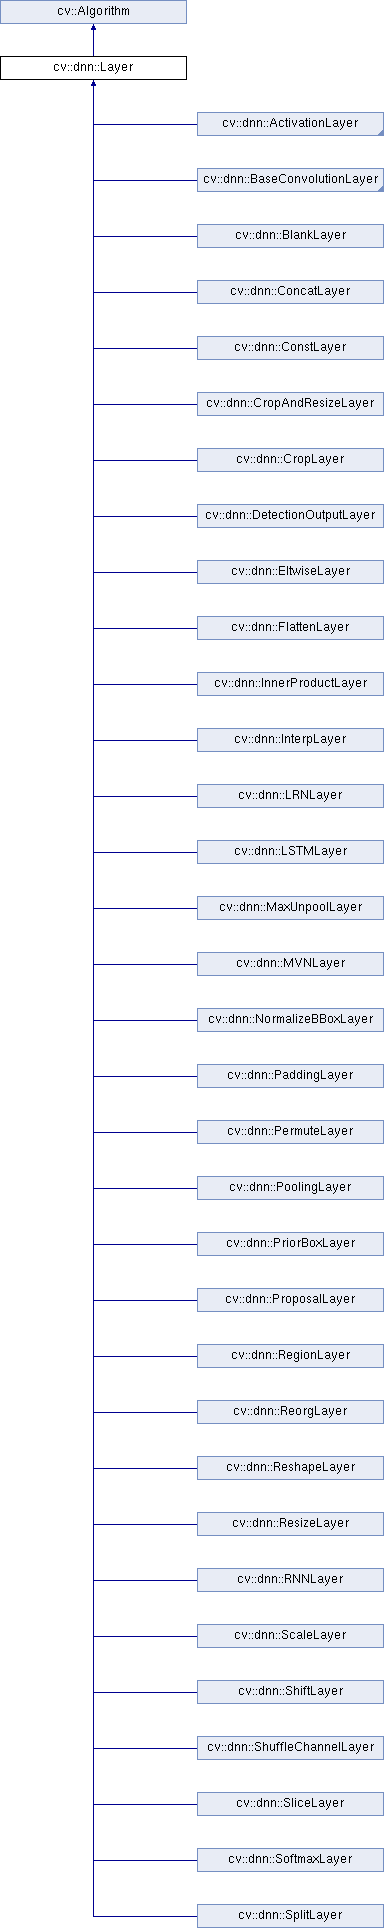 cv::Algorithm
cv::dnn::Layer
cv::dnn::ActivationLayer
cv::dnn::BaseConvolutionLayer
cv::dnn::BlankLayer
cv::dnn::ConcatLayer
cv::dnn::ConstLayer
cv::dnn::CropAndResizeLayer
cv::dnn::CropLayer
cv::dnn::DetectionOutputLayer
cv::dnn::EltwiseLayer
cv::dnn::FlattenLayer
cv::dnn::InnerProductLayer
cv::dnn::InterpLayer
cv::dnn::LRNLayer
cv::dnn::LSTMLayer
cv::dnn::MaxUnpoolLayer
cv::dnn::MVNLayer
cv::dnn::NormalizeBBoxLayer
cv::dnn::PaddingLayer
cv::dnn::PermuteLayer
cv::dnn::PoolingLayer
cv::dnn::PriorBoxLayer
cv::dnn::ProposalLayer
cv::dnn::RegionLayer
cv::dnn::ReorgLayer
cv::dnn::ReshapeLayer
cv::dnn::ResizeLayer
cv::dnn::RNNLayer
cv::dnn::ScaleLayer
cv::dnn::ShiftLayer
cv::dnn::ShuffleChannelLayer
cv::dnn::SliceLayer
cv::dnn::SoftmaxLayer
cv::dnn::SplitLayer